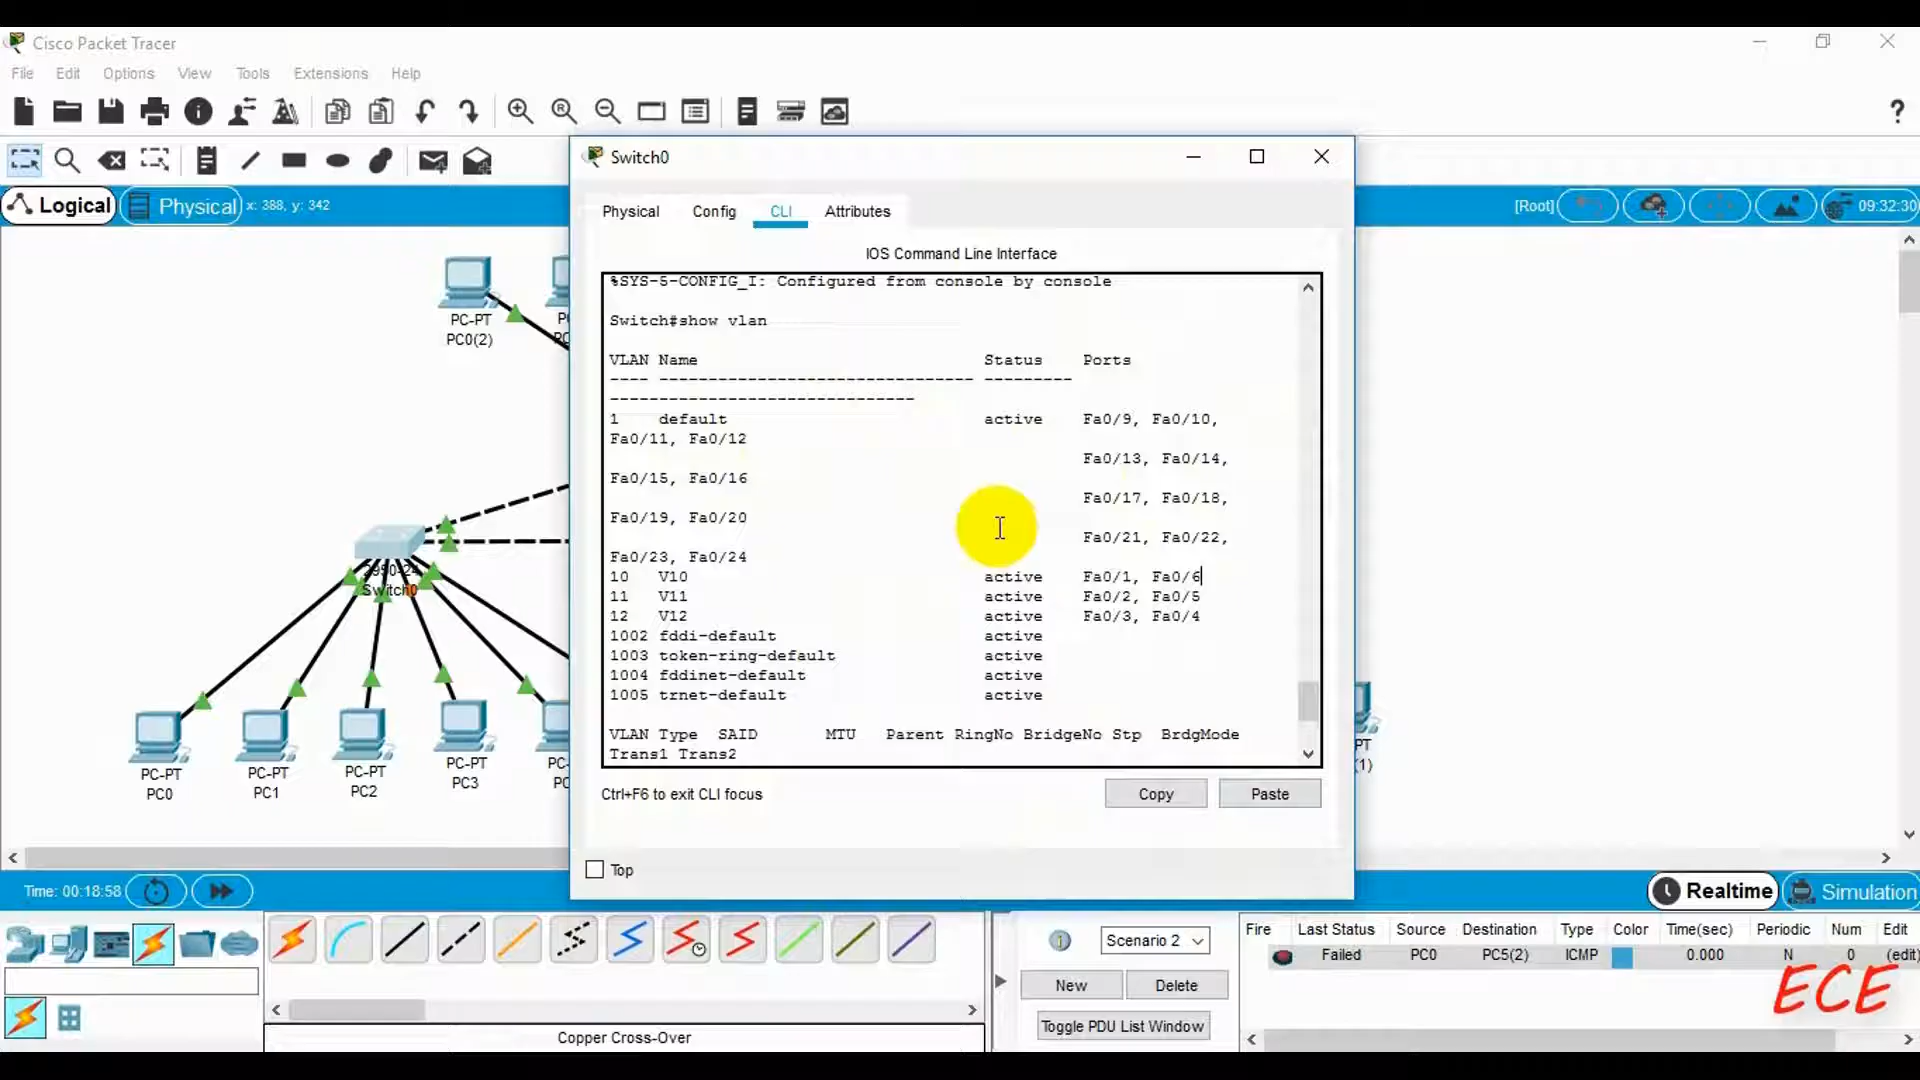 Cisco Packet Tracer
File Edit Options View Tools Extensions Help
Logical Physical x: 388, y: 342 [Root] 09:32:30
Switch0
Physical Config CLI Attributes
IOS Command Line Interface
%SYS-5-CONFIG_I: Configured from console by console
Switch#show vlan
VLAN Name Status Ports
---- -------------------------------- ---------
-------------------------------
1 default active Fa0/9, Fa0/10,
Fa0/11, Fa0/12
Fa0/13, Fa0/14,
Fa0/15, Fa0/16
Fa0/17, Fa0/18,
Fa0/19, Fa0/20
Fa0/21, Fa0/22,
Fa0/23, Fa0/24
10 V10 active Fa0/1, Fa0/6
11 V11 active Fa0/2, Fa0/5
12 V12 active Fa0/3, Fa0/4
1002 fddi-default active
1003 token-ring-default active
1004 fddinet-default active
1005 trnet-default active
VLAN Type SAID MTU Parent RingNo BridgeNo Stp BrdgMode
Trans1 Trans2
Ctrl+F6 to exit CLI focus
Copy Paste
Top
PC-PT
PC0(2)
2950-24
Switch0
PC-PT
PC0
PC-PT
PC1
PC-PT
PC2
PC-PT
PC3
Time: 00:18:58
Realtime Simulation
Copper Cross-Over
Scenario 2
New Delete
Toggle PDU List Window
Fire Last Status Source Destination Type Color Time(sec) Periodic Num Edit
Failed PC0 PC5(2) ICMP 0.000 N 0 (edit)
ECE